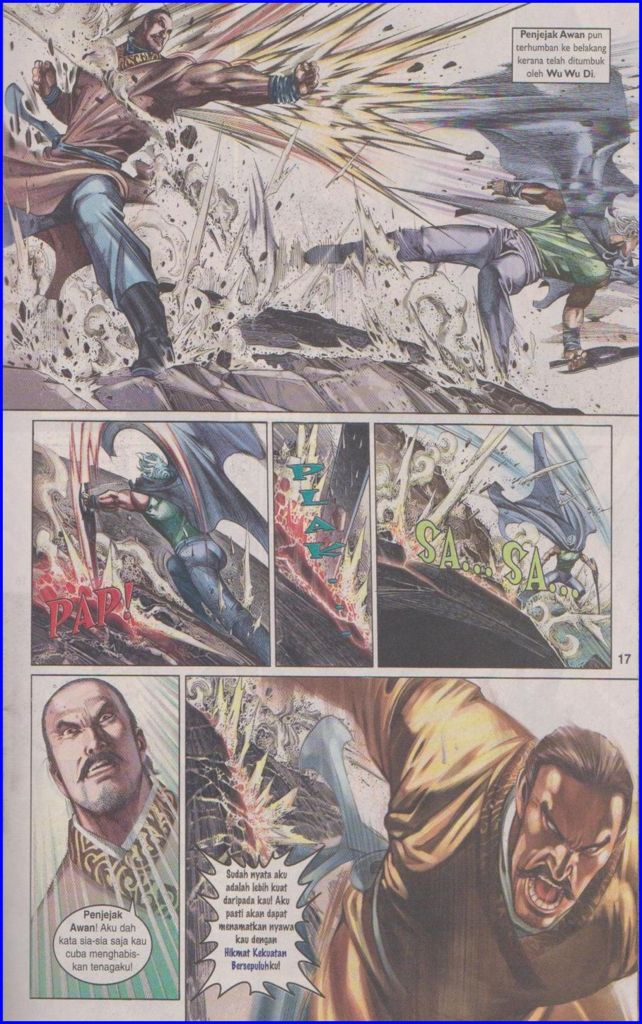 Penjejak Awan pun
terhumban ke belakang
kerana telah ditumbuk
oleh Wu Wu Di.
PAP!
PLAK...
SA... SA...
17
Penjejak
Awan! Aku dah
kata sia-sia saja kau
cuba menghabis-
kan tenagaku!
Sudah nyata aku
adalah lebih kuat
daripada kau! Aku
pasti akan dapat
menamatkan nyawa
kau dengan
Hikmat Kekuatan
Bersepuluhku!